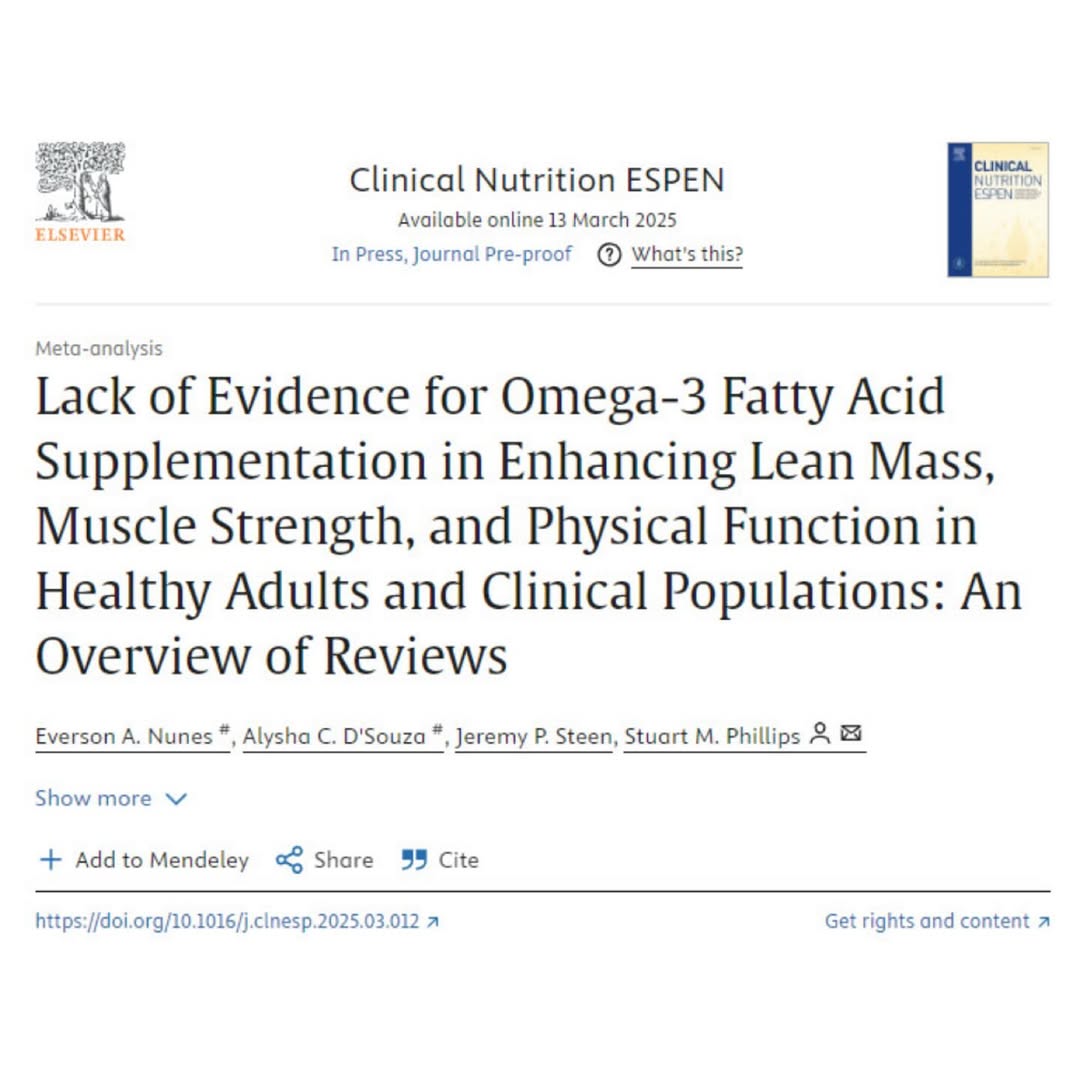 ELSEVIER
Clinical Nutrition ESPEN
Available online 13 March 2025
In Press, Journal Pre-proof ? What's this?
CLINICAL
NUTRITION
ESPEN
Meta-analysis
Lack of Evidence for Omega-3 Fatty Acid
Supplementation in Enhancing Lean Mass,
Muscle Strength, and Physical Function in
Healthy Adults and Clinical Populations: An
Overview of Reviews
Everson A. Nunes #, Alysha C. D'Souza #, Jeremy P. Steen, Stuart M. Phillips
Show more
+ Add to Mendeley Share Cite
https://doi.org/10.1016/j.clnesp.2025.03.012 ↗ Get rights and content ↗